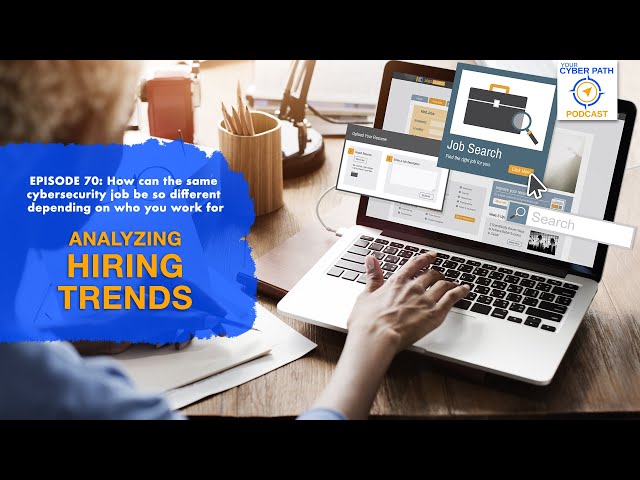 YOUR
CYBER PATH
PODCAST
EPISODE 70: How can the same
cybersecurity job be so different
depending on who you work for
ANALYZING
HIRING
TRENDS
Upload Your Resume
Job Search
Find the right job for you.
Search